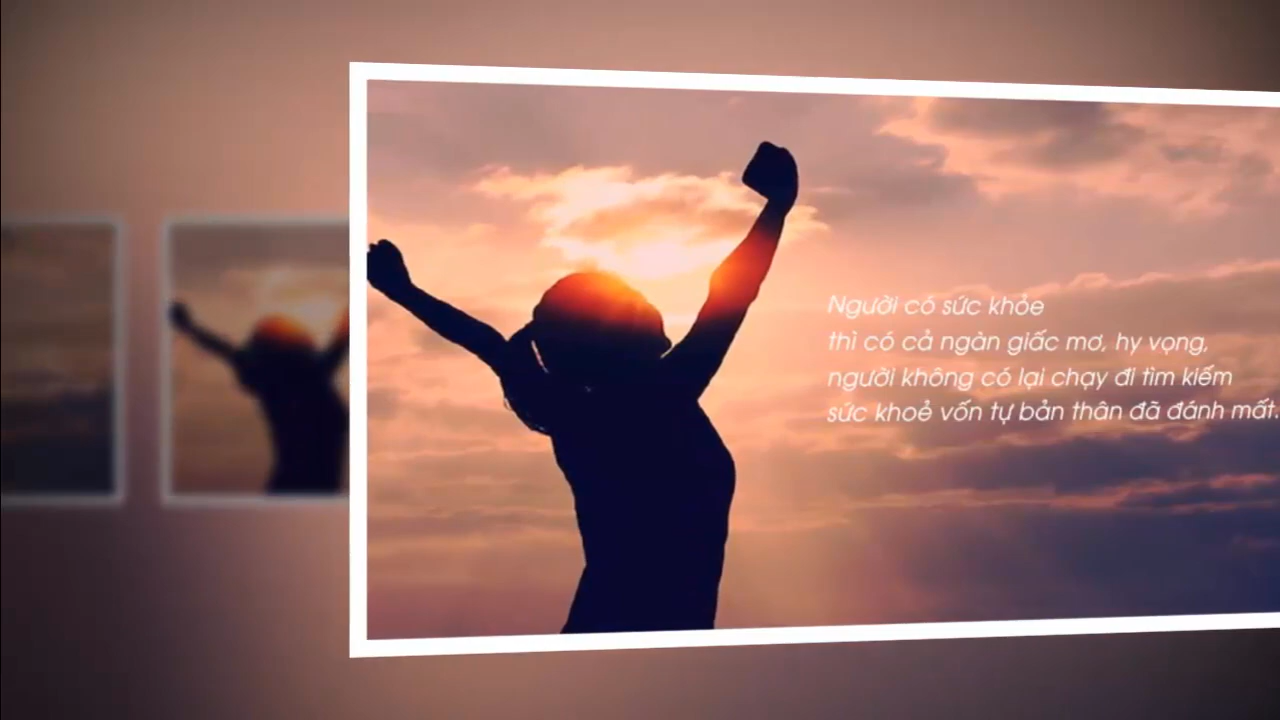 Người có sức khỏe
thì có cả ngàn giấc mơ, hy vọng,
người không có lại chạy đi tìm kiếm
sức khoẻ vốn tự bản thân đã đánh mất.